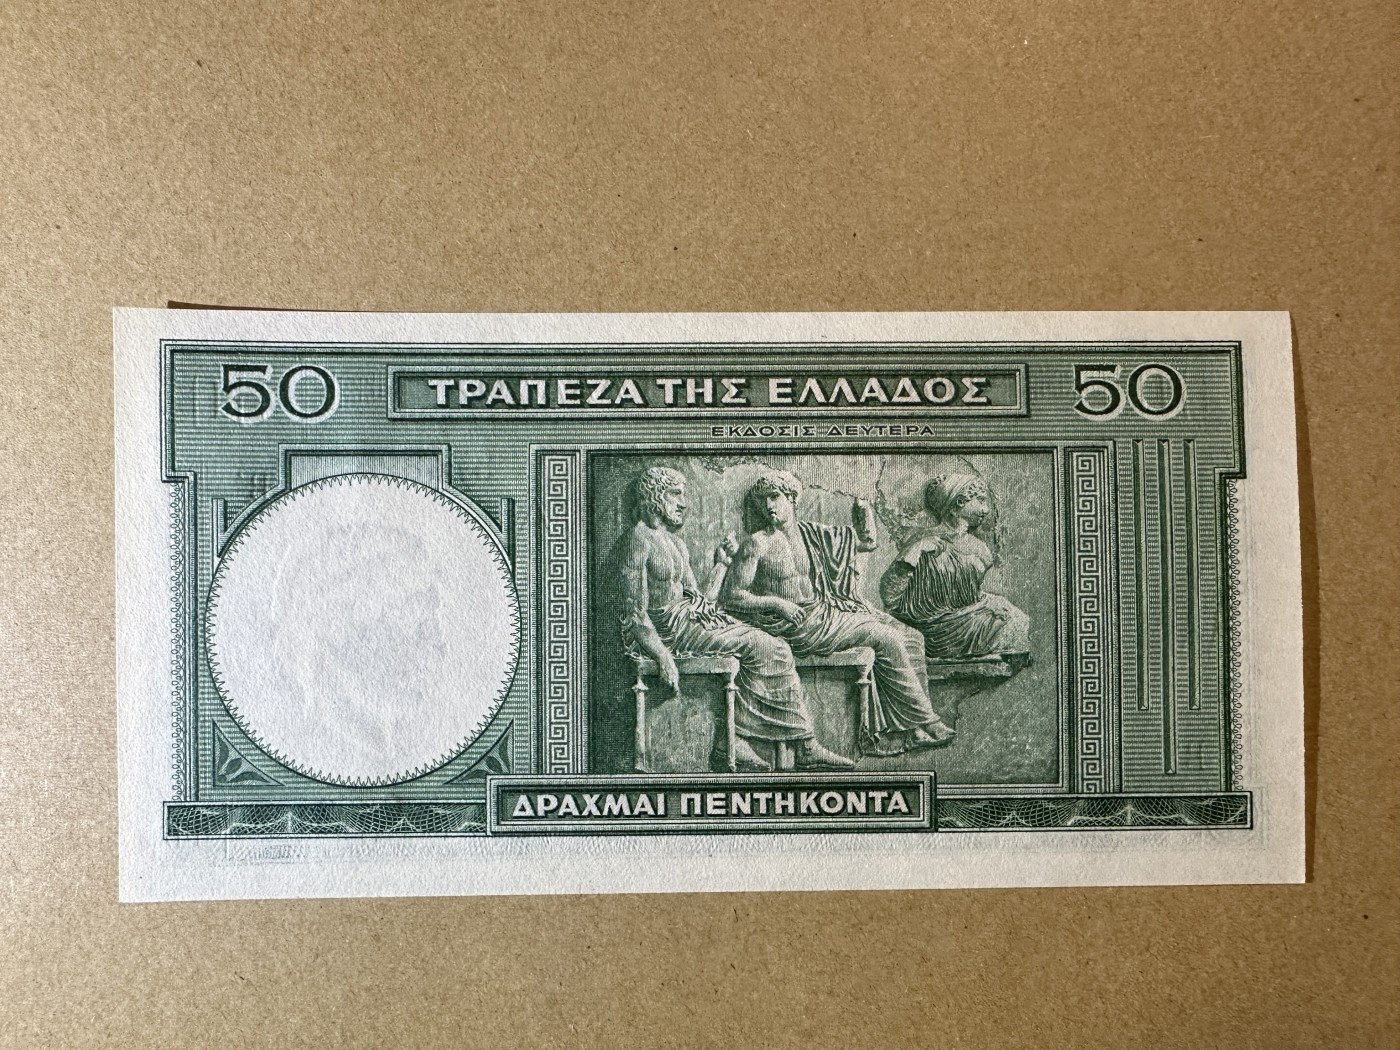 50 ΤΡΑΠΕΖΑ ΤΗΣ ΕΛΛΑΔΟΣ 50
ΕΚΔΟΣΙΣ ΔΕΥΤΕΡΑ
ΔΡΑΧΜΑΙ ΠΕΝΤΗΚΟΝΤΑ